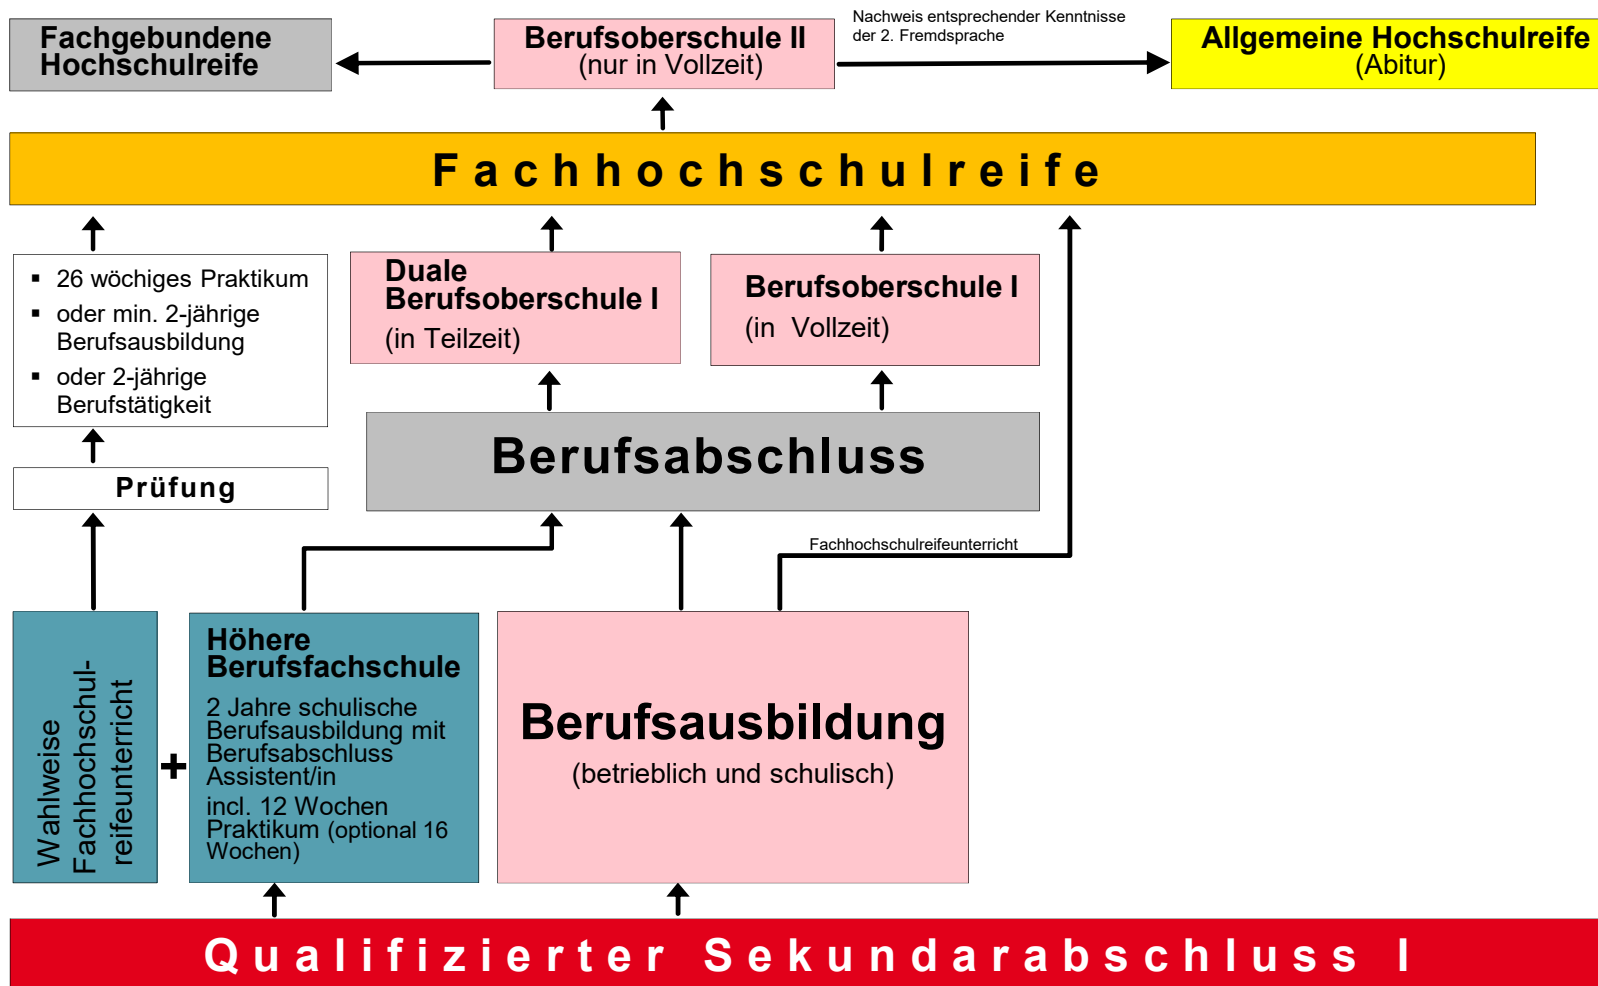 Fachgebundene
Hochschulreife
Berufsoberschule II
(nur in Vollzeit)
Nachweis entsprechender Kenntnisse
der 2. Fremdsprache
Allgemeine Hochschulreife
(Abitur)
Fachhochschulreife
▪ 26 wöchiges Praktikum
▪ oder min. 2-jährige
Berufsausbildung
▪ oder 2-jährige
Berufstätigkeit
Duale
Berufsoberschule I
(in Teilzeit)
Berufsoberschule I
(in Vollzeit)
Prüfung
Berufsabschluss
Fachhochschulreifeunterricht
Wahlweise
Fachhochschul-
reifeunterricht
+
Höhere
Berufsfachschule
2 Jahre schulische
Berufsausbildung mit
Berufsabschluss
Assistent/in
incl. 12 Wochen
Praktikum (optional 16
Wochen)
Berufsausbildung
(betrieblich und schulisch)
Qualifizierter Sekundarabschluss I